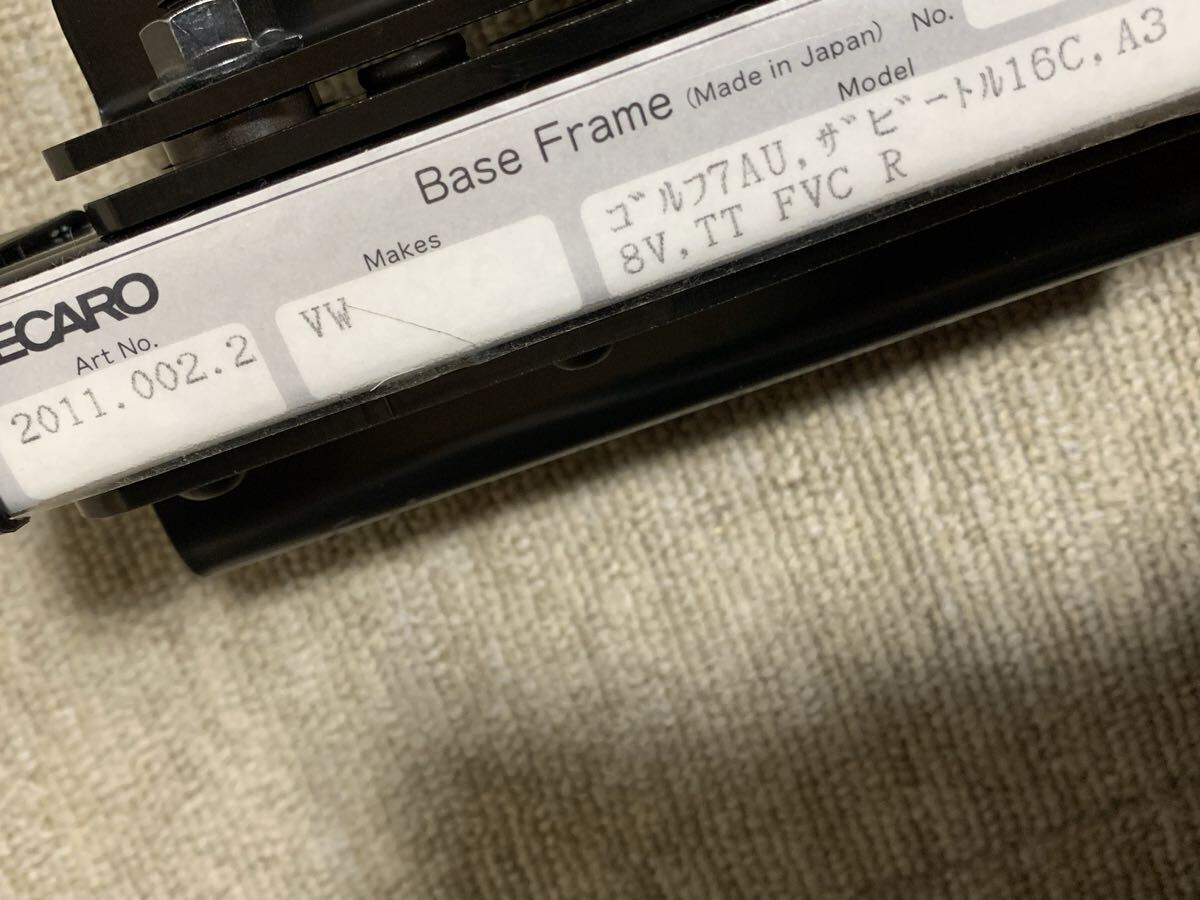 Base Frame (Made in Japan) No.
ECARO
Art No.
2011.002.2
Makes
VW
Model
ゴルフ7AU,ザビートル16C,A3
8V,TT FVC R